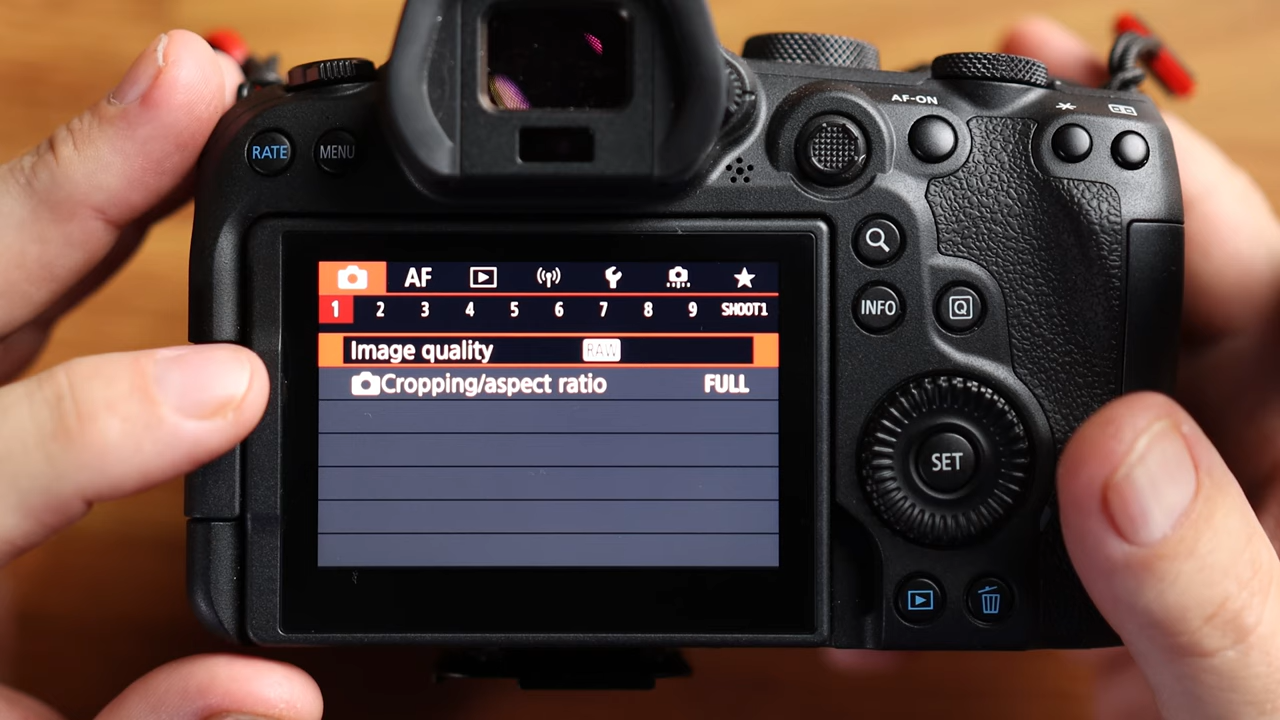 AF-ON
RATE
MENU
AF
1 2 3 4 5 6 7 8 9 SHOOT1
INFO
Q
Image quality RAW
Cropping/aspect ratio FULL
SET